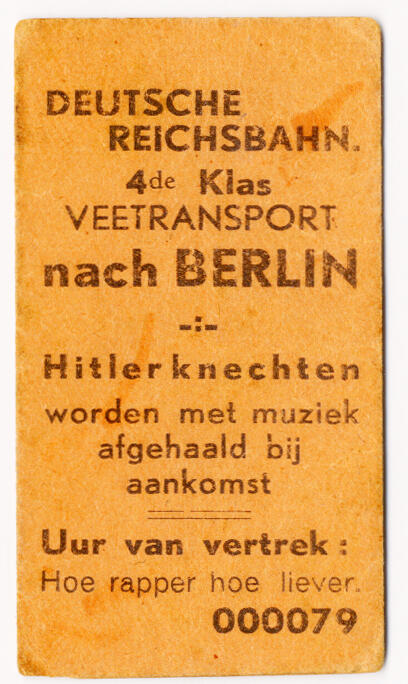 DEUTSCHE
REICHSBAHN.
4de Klas
VEETRANSPORT
nach BERLIN
-:-
Hitlerknechten
worden met muziek
afgehaald bij
aankomst
Uur van vertrek :
Hoe rapper hoe liever.
000079